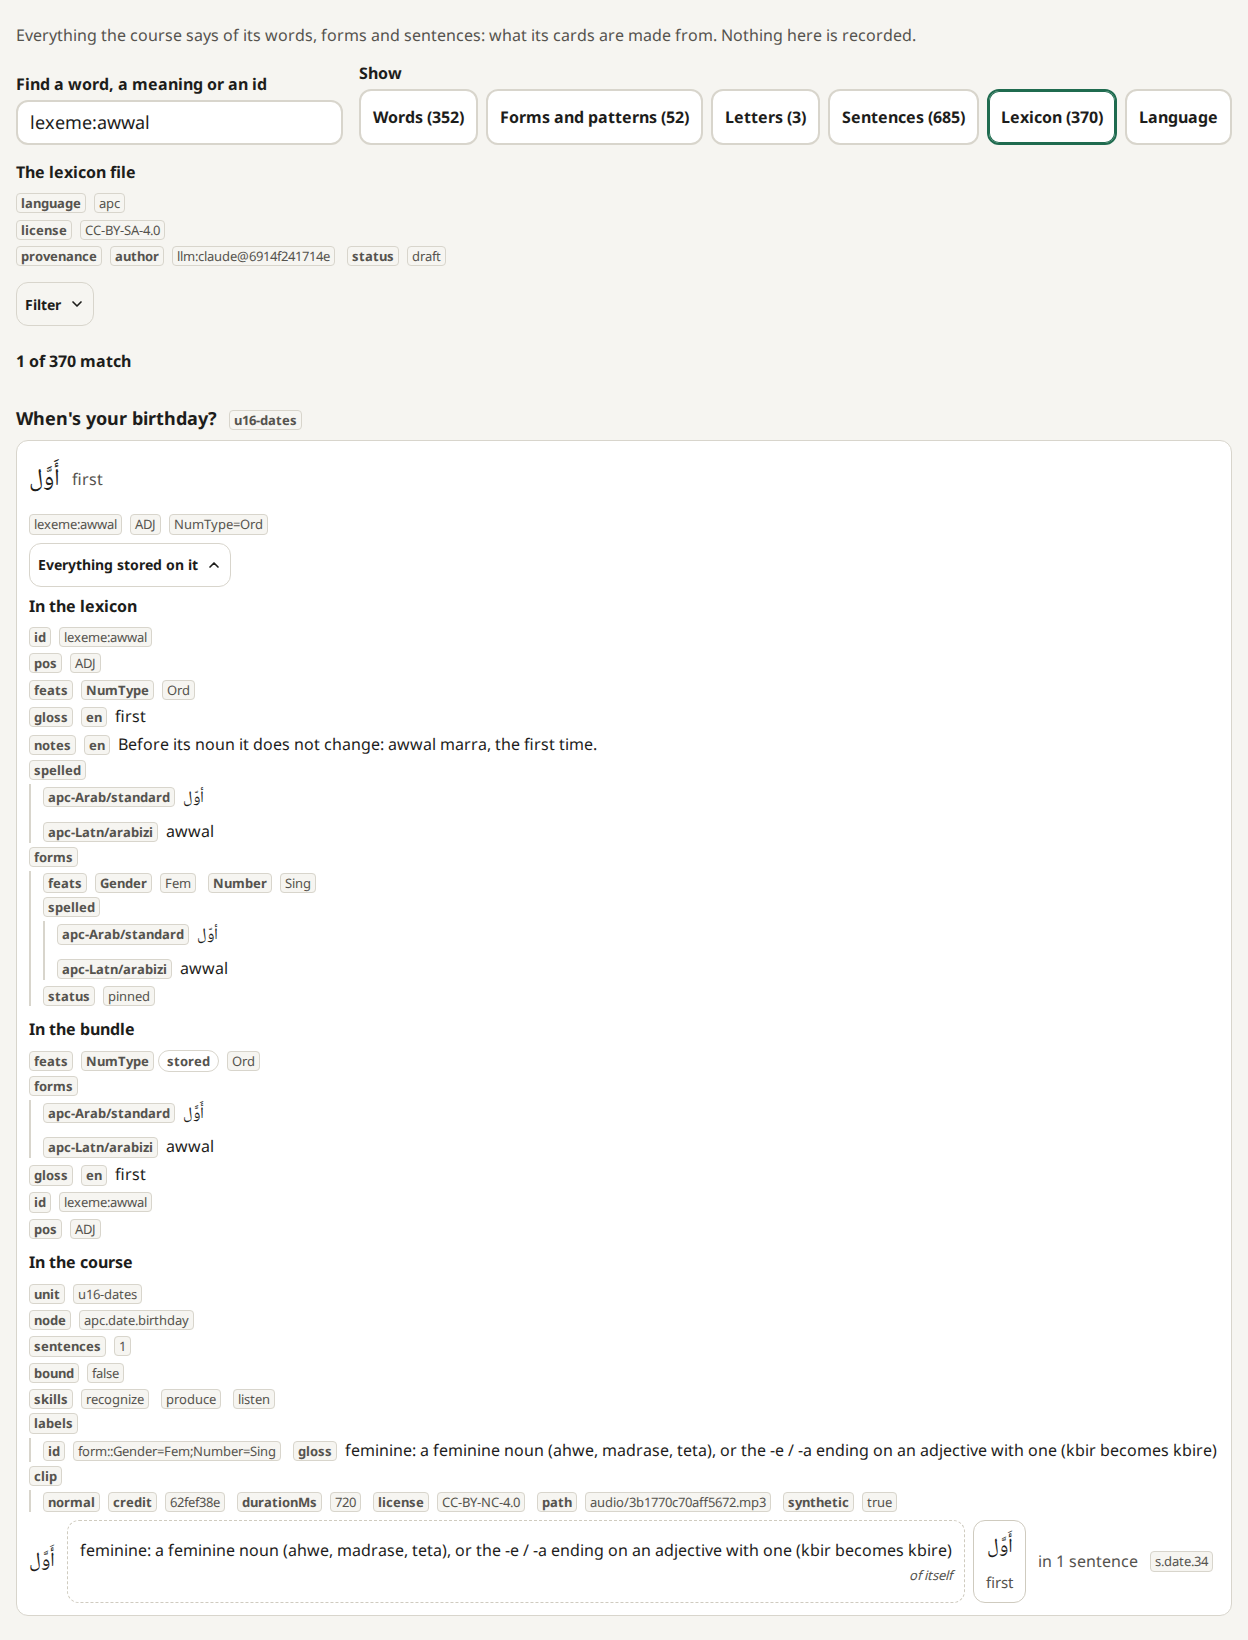 Everything the course says of its words, forms and sentences: what its cards are made from. Nothing here is recorded.
Find a word, a meaning or an id
Show
lexeme:awwal
Words (352)
Forms and patterns (52)
Letters (3)
Sentences (685)
Lexicon (370)
Language
The lexicon file
language apc
license CC-BY-SA-4.0
provenance author llm:claude@6914f241714e status draft
Filter
1 of 370 match
When's your birthday? u16-dates
أَوَّل first
lexeme:awwal ADJ NumType=Ord
Everything stored on it
In the lexicon
id lexeme:awwal
pos ADJ
feats NumType Ord
gloss en first
notes en Before its noun it does not change: awwal marra, the first time.
spelled
apc-Arab/standard أوّل
apc-Latn/arabizi awwal
forms
feats Gender Fem Number Sing
spelled
apc-Arab/standard أوّل
apc-Latn/arabizi awwal
status pinned
In the bundle
feats NumType stored Ord
forms
apc-Arab/standard أَوَّل
apc-Latn/arabizi awwal
gloss en first
id lexeme:awwal
pos ADJ
In the course
unit u16-dates
node apc.date.birthday
sentences 1
bound false
skills recognize produce listen
labels
id form::Gender=Fem;Number=Sing gloss feminine: a feminine noun (ahwe, madrase, teta), or the -e / -a ending on an adjective with one (kbir becomes kbire)
clip
normal credit 62fef38e durationMs 720 license CC-BY-NC-4.0 path audio/3b1770c70aff5672.mp3 synthetic true
أَوَّل
feminine: a feminine noun (ahwe, madrase, teta), or the -e / -a ending on an adjective with one (kbir becomes kbire)
of itself
أَوَّل
first
in 1 sentence s.date.34